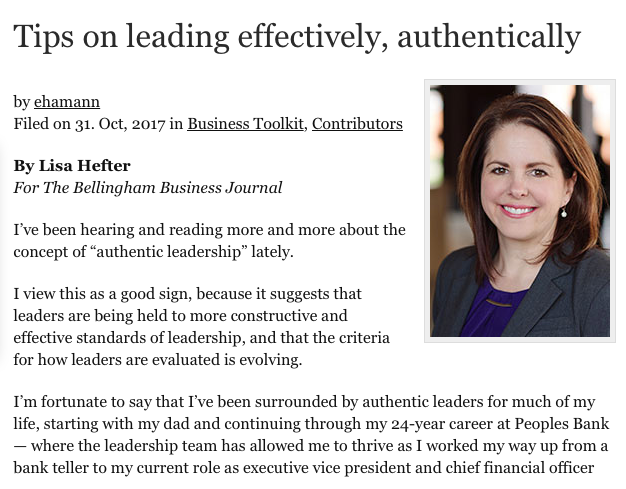 Tips on leading effectively, authentically
by ehamann
Filed on 31. Oct, 2017 in Business Toolkit, Contributors
By Lisa Hefter
For The Bellingham Business Journal
I’ve been hearing and reading more and more about the
concept of “authentic leadership” lately.
I view this as a good sign, because it suggests that
leaders are being held to more constructive and
effective standards of leadership, and that the criteria
for how leaders are evaluated is evolving.
I’m fortunate to say that I’ve been surrounded by authentic leaders for much of my
life, starting with my dad and continuing through my 24-year career at Peoples Bank
— where the leadership team has allowed me to thrive as I worked my way up from a
bank teller to my current role as executive vice president and chief financial officer